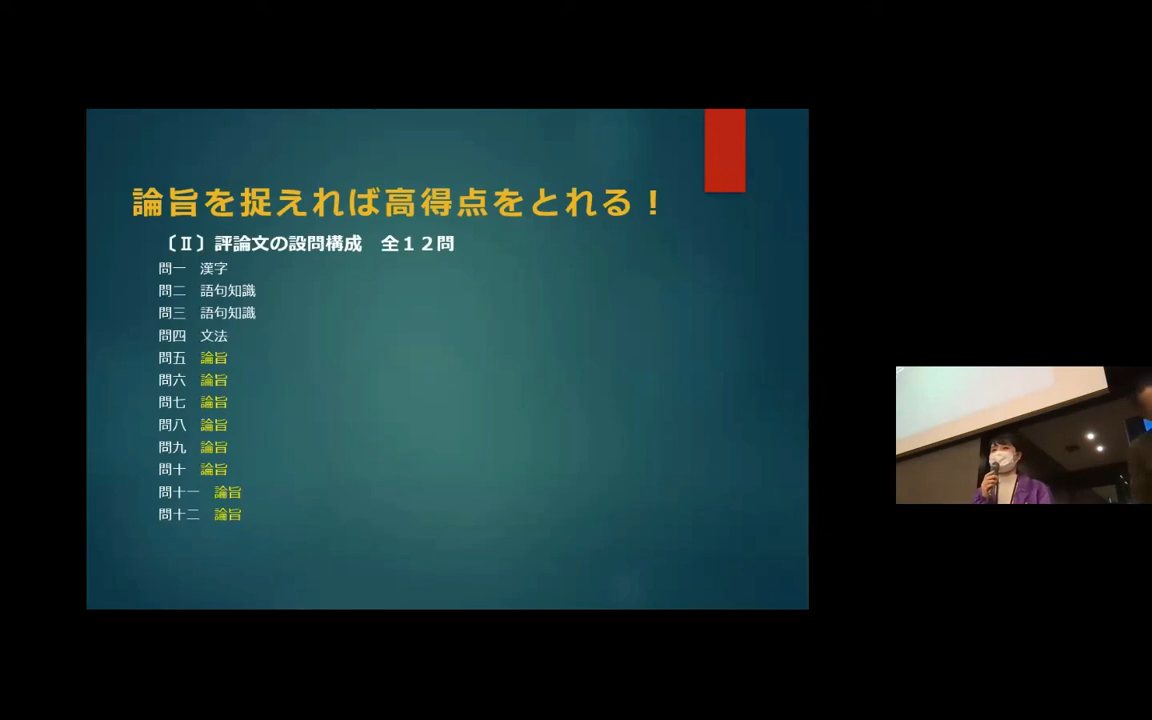 論旨を捉えれば高得点をとれる！
〔Ⅱ〕評論文の設問構成　全１２問
問一　漢字
問二　語句知識
問三　語句知識
問四　文法
問五　論旨
問六　論旨
問七　論旨
問八　論旨
問九　論旨
問十　論旨
問十一　論旨
問十二　論旨